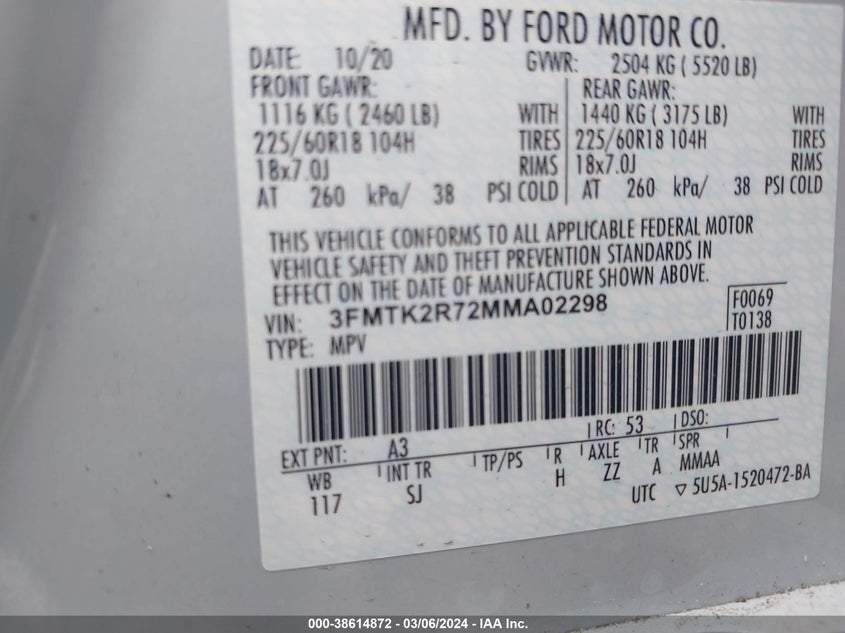 MFD. BY FORD MOTOR CO.
DATE: 10/20 GVWR: 2504 KG ( 5520 LB)
FRONT GAWR: REAR GAWR:
1116 KG ( 2460 LB) WITH 1440 KG ( 3175 LB) WITH
225/60R18 104H TIRES 225/60R18 104H TIRES
18x7.0J RIMS 18x7.0J RIMS
AT 260 kPa/ 38 PSI COLD AT 260 kPa/ 38 PSI COLD
THIS VEHICLE CONFORMS TO ALL APPLICABLE FEDERAL MOTOR
VEHICLE SAFETY AND THEFT PREVENTION STANDARDS IN
EFFECT ON THE DATE OF MANUFACTURE SHOWN ABOVE.
VIN: 3FMTK2R72MMA02298 F0069
TYPE: MPV T0138
EXT PNT: A3 RC: 53 DSO:
WB INT TR TP/PS R AXLE TR SPR
117 SJ H ZZ A MMAA
UTC ▽ 5U5A-1520472-BA
000-38614872 - 03/06/2024 - IAA Inc.